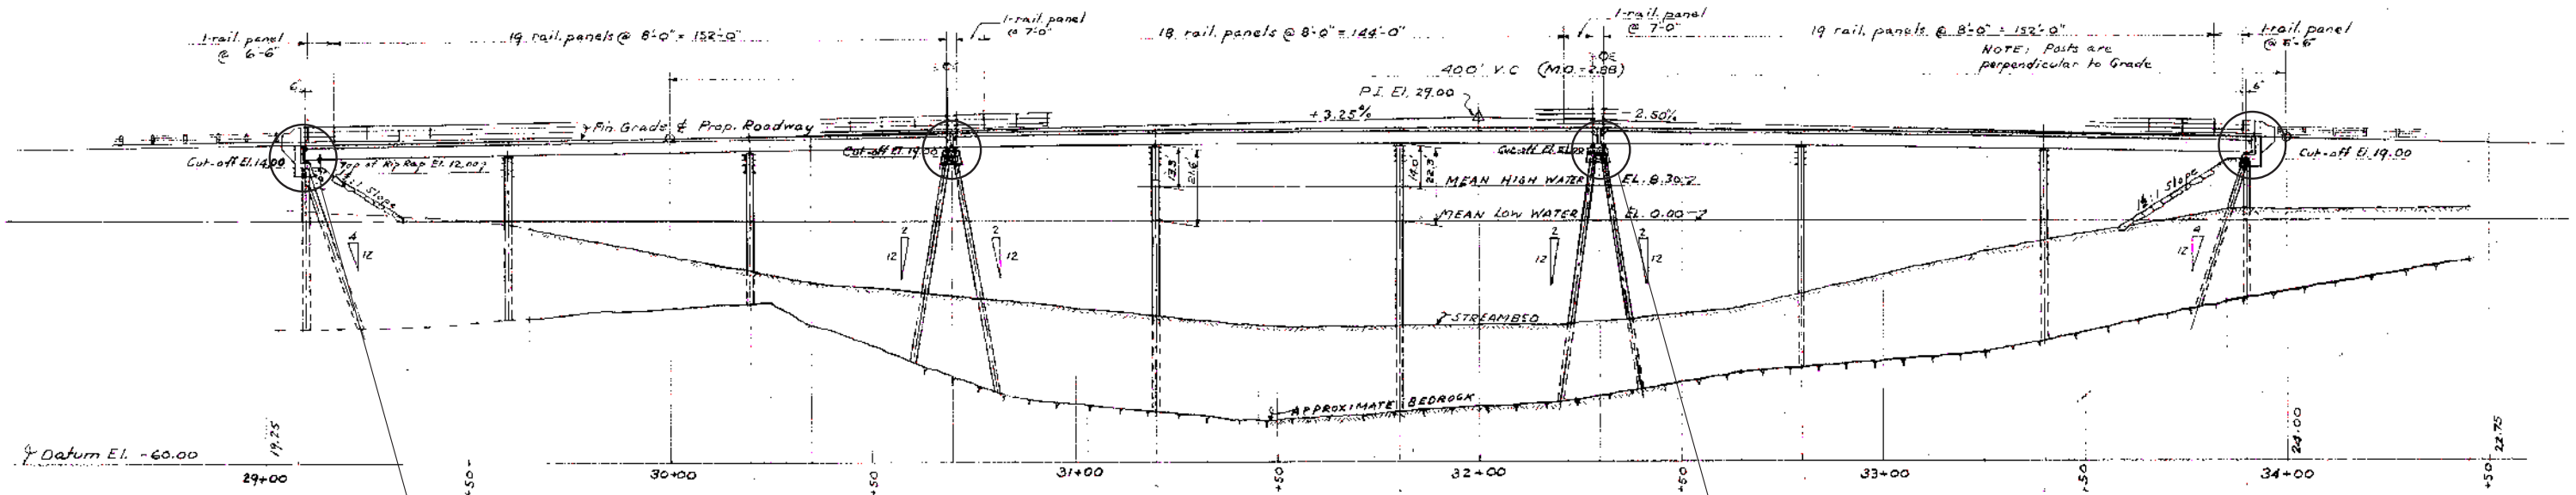 1-rail. panel
@ 6'-6"
19 rail. panels @ 8'-0" = 152'-0"
1-rail. panel
@ 7'-0"
18 rail. panels @ 8'-0" = 144'-0"
1-rail. panel
@ 7'-0"
19 rail. panels @ 8'-0" = 152'-0"
1-rail. panel
NOTE: Posts are
perpendicular to Grade
400' V.C (M.O.=2.88)
P.I. El. 29.00
+3.25%
2.50%
6"
6"
Fin. Grade ₵ Prop. Roadway
Cut-off El. 14.00
Top of Rip Rap El. 12.00
Cut-off El. 19.00
Cut-off El.
Cut-off El. 19.00
13.3'
21.6'
14.0'
22.3'
MEAN HIGH WATER EL. 8.30
MEAN LOW WATER EL. 0.00
1½:1 Slope
1½:1 Slope
4
12
2
12
2
12
2
12
2
12
4
12
STREAMBED
APPROXIMATE BEDROCK
Datum El. -60.00
19.25
24.00
22.75
29+00
+50
30+00
+50
31+00
+50
32+00
+50
33+00
+50
34+00
+50